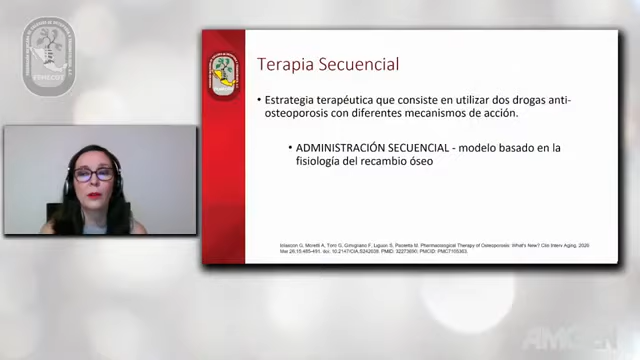 FEMECOT
Terapia Secuencial
• Estrategia terapéutica que consiste en utilizar dos drogas anti-
osteoporosis con diferentes mecanismos de acción.
• ADMINISTRACIÓN SECUENCIAL - modelo basado en la
fisiología del recambio óseo
Iolascon G, Moretti A, Toro G, Gimigliano F, Liguori S, Paoletta M. Pharmacological Therapy of Osteoporosis: What's New? Clin Interv Aging. 2020
Mar 26;15:485-491. doi: 10.2147/CIA.S242038. PMID: 32273690; PMCID: PMC7105363.
AMGEN